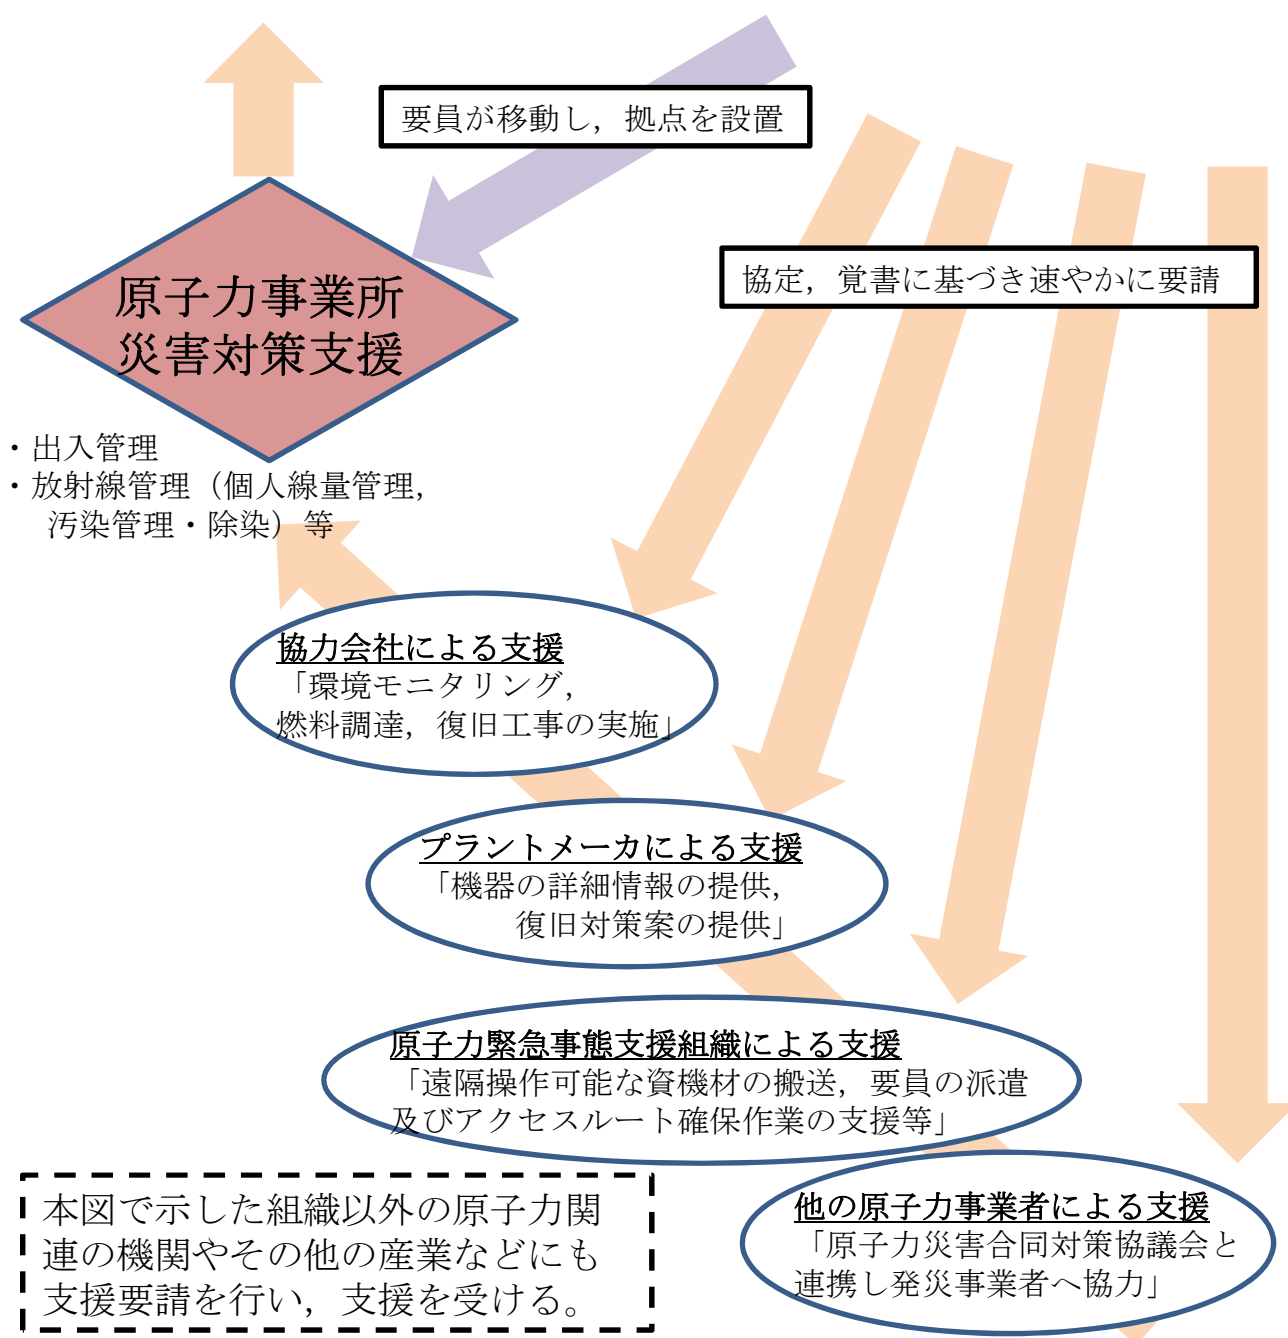 要員が移動し，拠点を設置
協定，覚書に基づき速やかに要請
原子力事業所
災害対策支援
・出入管理
・放射線管理（個人線量管理，
汚染管理・除染）等
協力会社による支援
「環境モニタリング，
燃料調達，復旧工事の実施」
プラントメーカによる支援
「機器の詳細情報の提供，
復旧対策案の提供」
原子力緊急事態支援組織による支援
「遠隔操作可能な資機材の搬送，要員の派遣
及びアクセスルート確保作業の支援等」
他の原子力事業者による支援
「原子力災害合同対策協議会と
連携し発災事業者へ協力」
本図で示した組織以外の原子力関
連の機関やその他の産業などにも
支援要請を行い，支援を受ける。